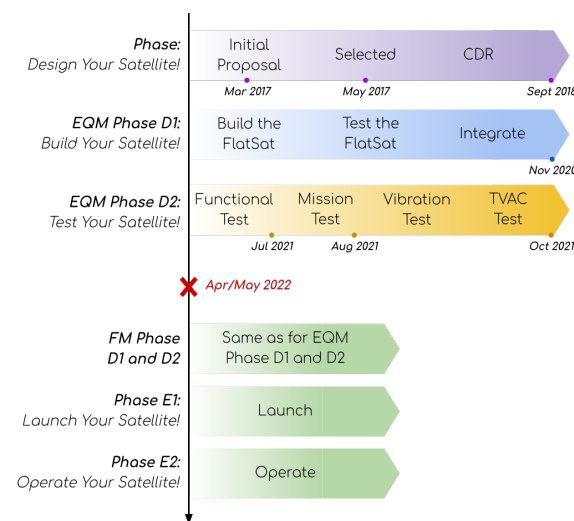 Phase:
Design Your Satellite!
Initial
Proposal
Selected
CDR
Mar 2017
May 2017
Sept 2018
EQM Phase D1:
Build Your Satellite!
Build the
FlatSat
Test the
FlatSat
Integrate
Nov 2020
EQM Phase D2:
Test Your Satellite!
Functional
Test
Mission
Test
Vibration
Test
TVAC
Test
Jul 2021
Aug 2021
Oct 2021
Apr/May 2022
FM Phase
D1 and D2
Same as for EQM
Phase D1 and D2
Phase E1:
Launch Your Satellite!
Launch
Phase E2:
Operate Your Satellite!
Operate